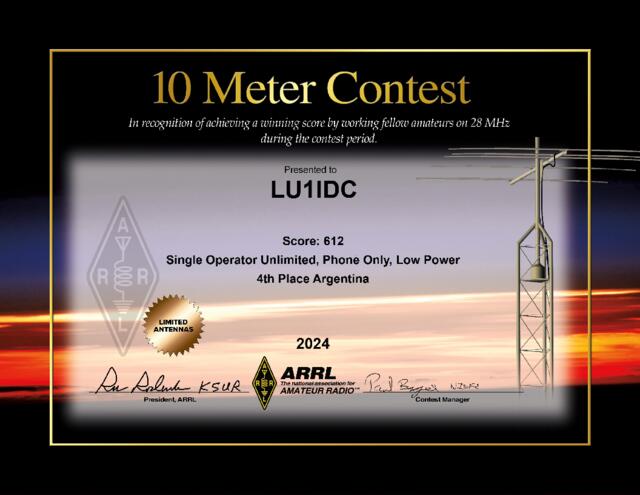 10 Meter Contest
In recognition of achieving a winning score by working fellow amateurs on 28 MHz
during the contest period.
Presented to
LU1IDC
Score: 612
Single Operator Unlimited, Phone Only, Low Power
4th Place Argentina
A
R R
L
LIMITED
ANTENNAS
2024
K5UR
President, ARRL
ARRL
The national association for
AMATEUR RADIO
Contest Manager